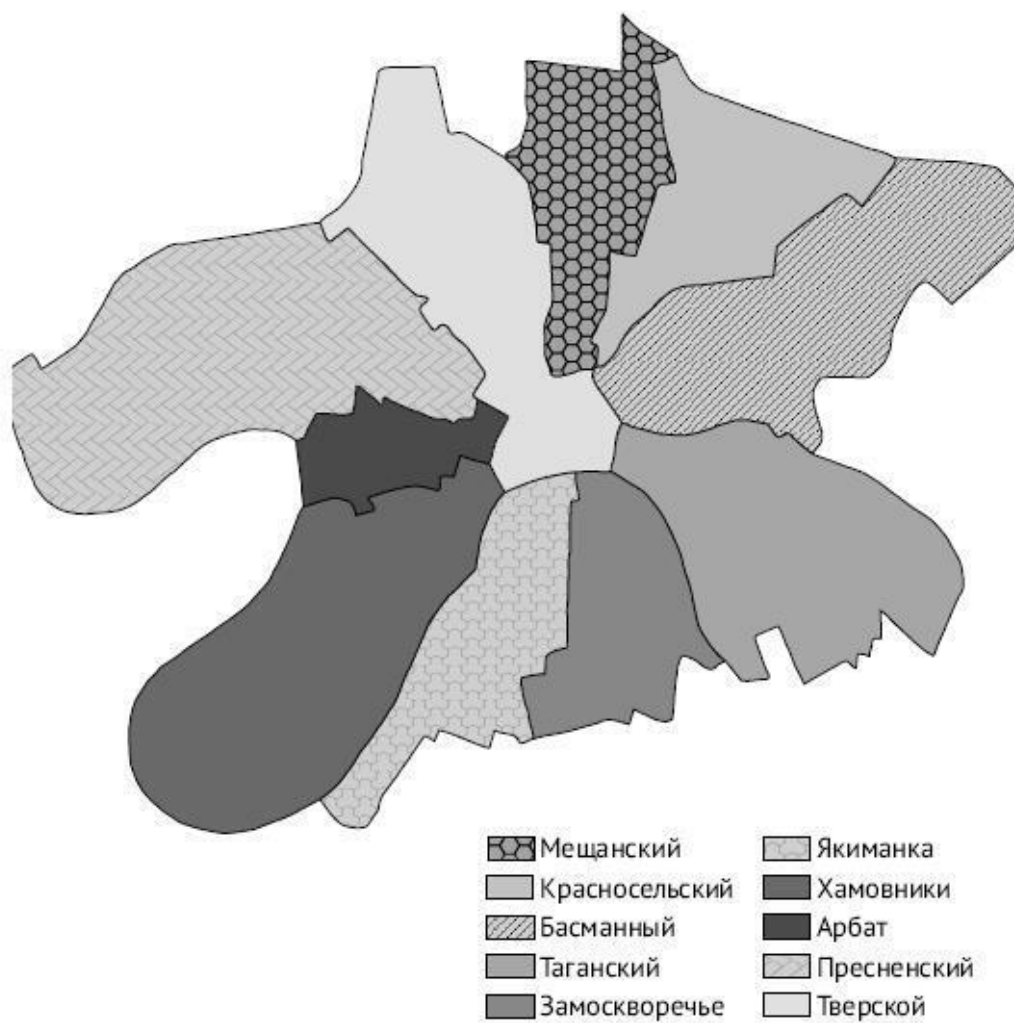 Мещанский
Красносельский
Басманный
Таганский
Замоскворечье
Якиманка
Хамовники
Арбат
Пресненский
Тверской